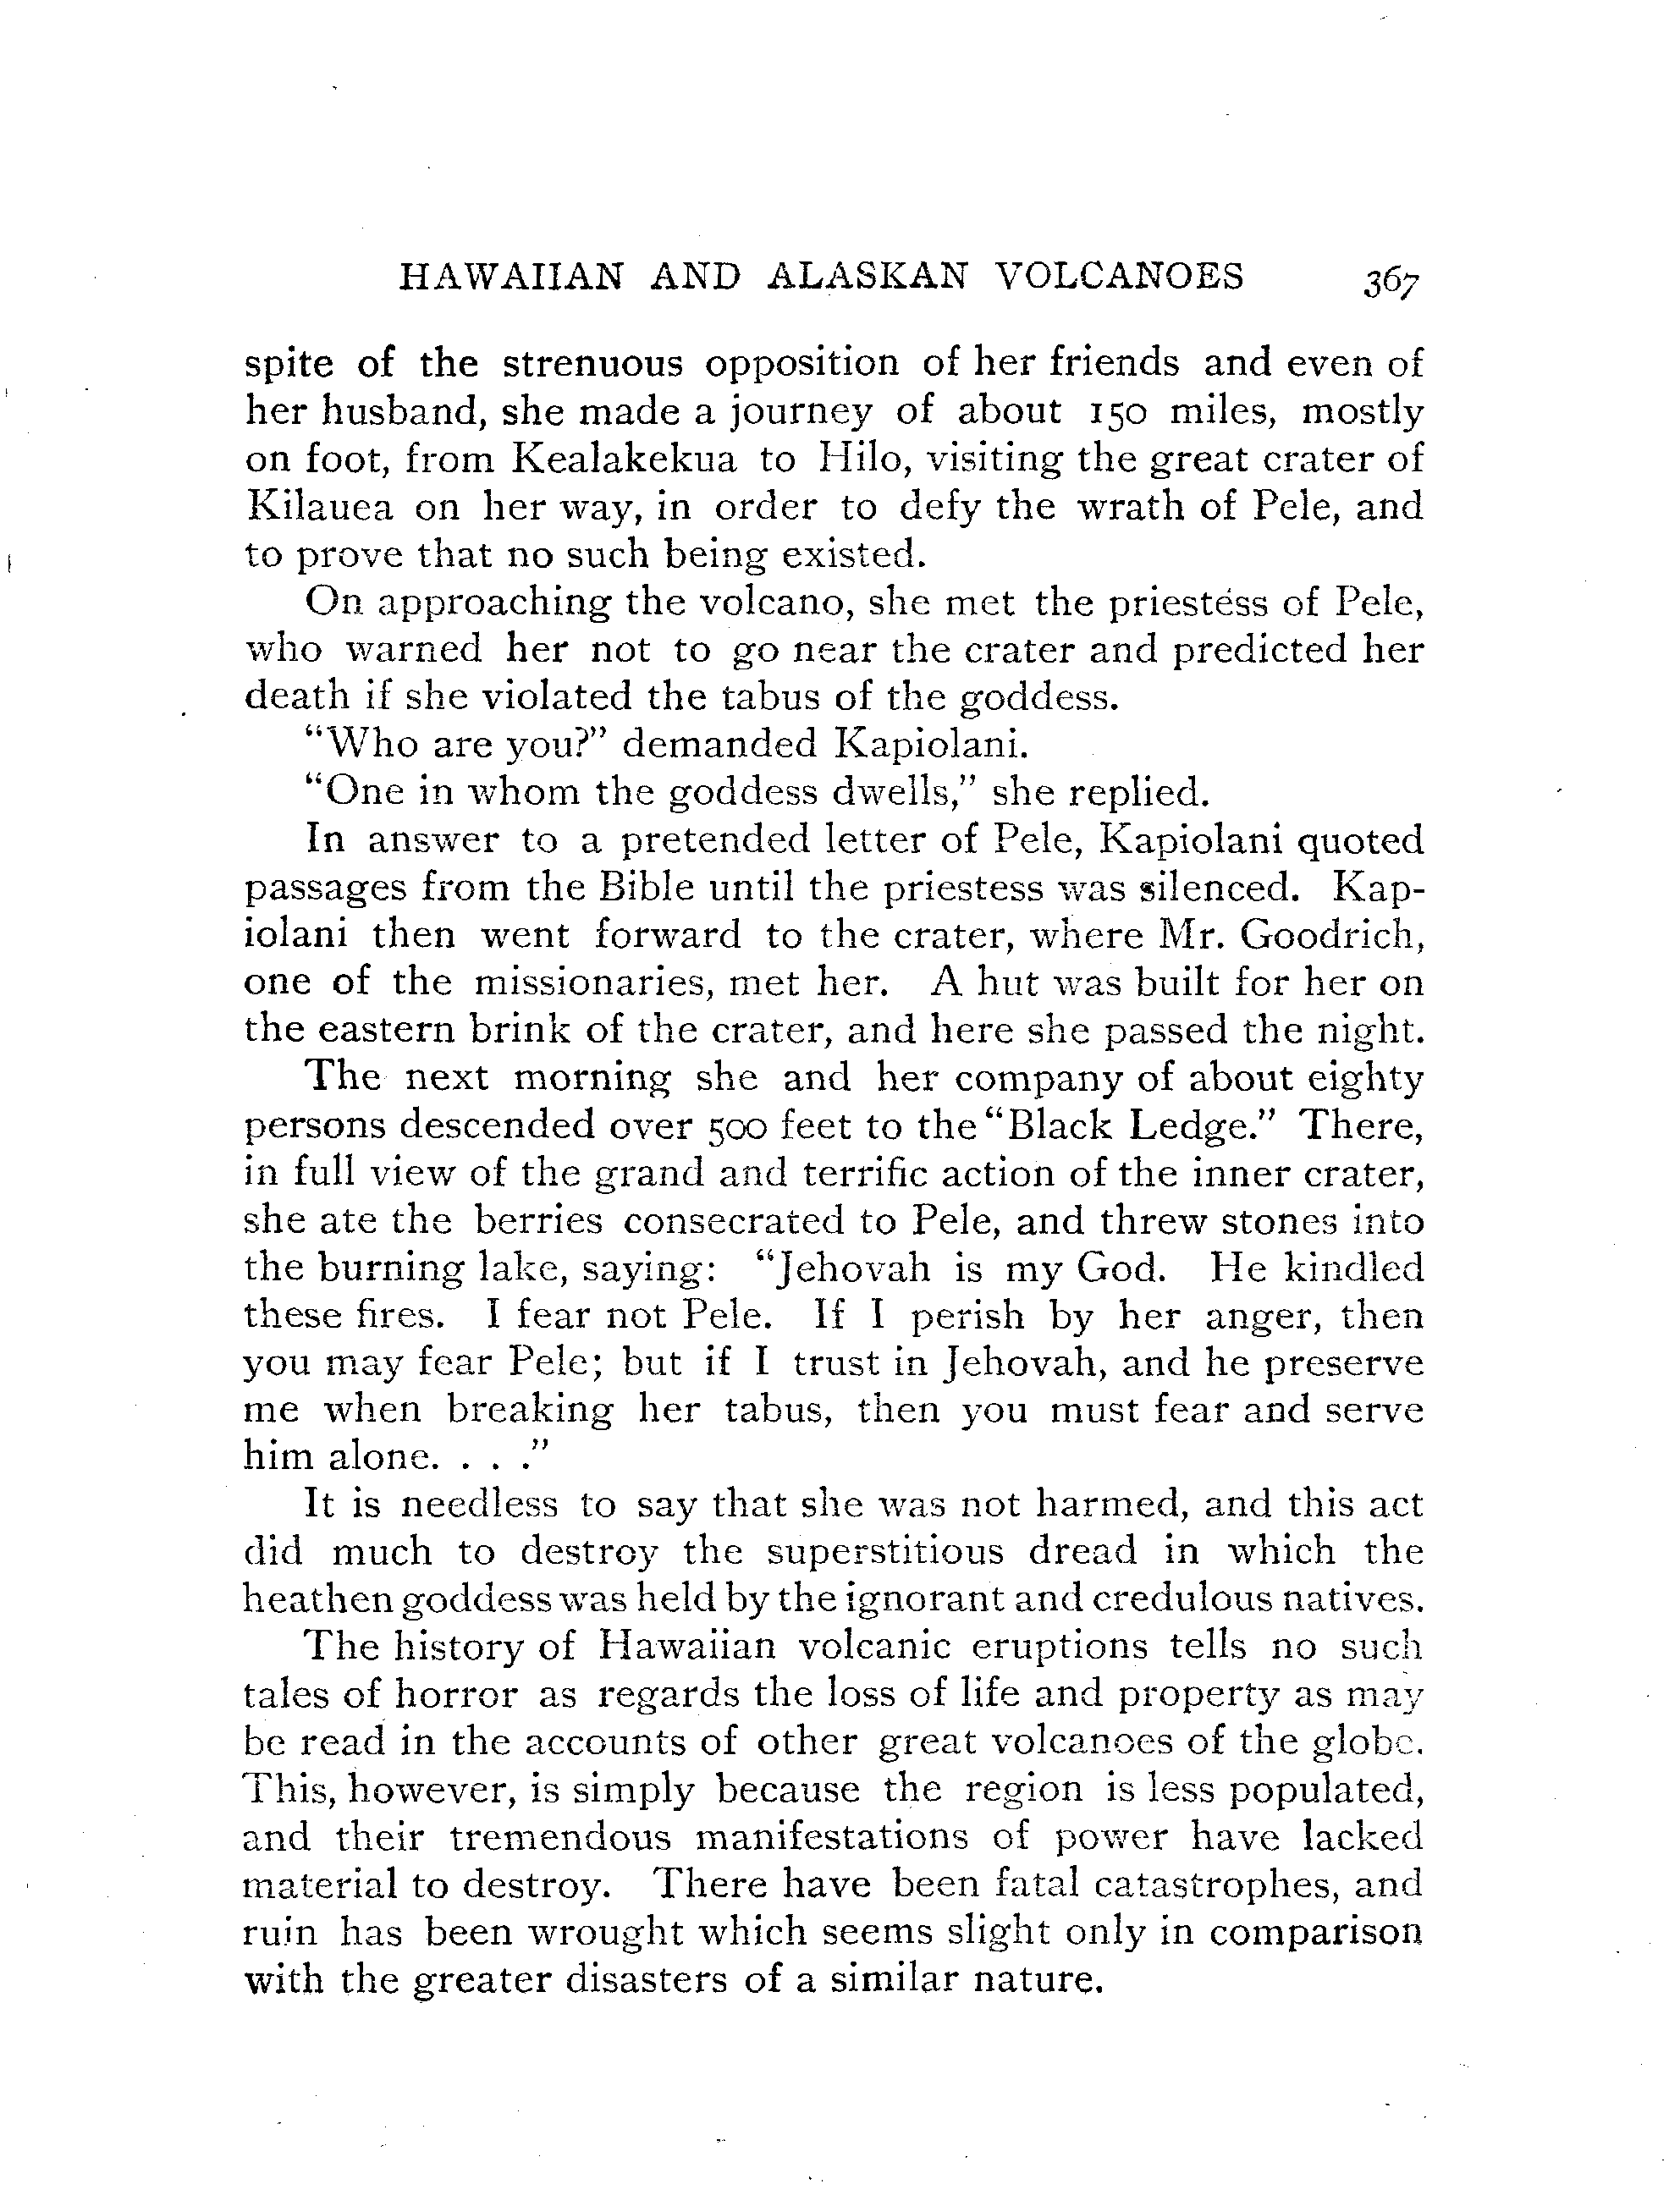 HAWAIIAN AND ALASKAN VOLCANOES 367
spite of the strenuous opposition of her friends and even of
her husband, she made a journey of about 150 miles, mostly
on foot, from Kealakekua to Hilo, visiting the great crater of
Kilauea on her way, in order to defy the wrath of Pele, and
to prove that no such being existed.
On approaching the volcano, she met the priestéss of Pele,
who warned her not to go near the crater and predicted her
death if she violated the tabus of the goddess.
“Who are you?” demanded Kapiolani.
“One in whom the goddess dwells,” she replied.
In answer to a pretended letter of Pele, Kapiolani quoted
passages from the Bible until the priestess was silenced. Kap-
iolani then went forward to the crater, where Mr. Goodrich,
one of the missionaries, met her. A hut was built for her on
the eastern brink of the crater, and here she passed the night.
The next morning she and her company of about eighty
persons descended over 500 feet to the “Black Ledge.” There,
in full view of the grand and terrific action of the inner crater,
she ate the berries consecrated to Pele, and threw stones into
the burning lake, saying: “Jehovah is my God. He kindled
these fires. I fear not Pele. If I perish by her anger, then
you may fear Pele; but if I trust in Jehovah, and he preserve
me when breaking her tabus, then you must fear and serve
him alone. . . .”
It is needless to say that she was not harmed, and this act
did much to destroy the superstitious dread in which the
heathen goddess was held by the ignorant and credulous natives.
The history of Hawaiian volcanic eruptions tells no such
tales of horror as regards the loss of life and property as may
be read in the accounts of other great volcanoes of the globe.
This, however, is simply because the region is less populated,
and their tremendous manifestations of power have lacked
material to destroy. There have been fatal catastrophes, and
ruin has been wrought which seems slight only in comparison
with the greater disasters of a similar nature.